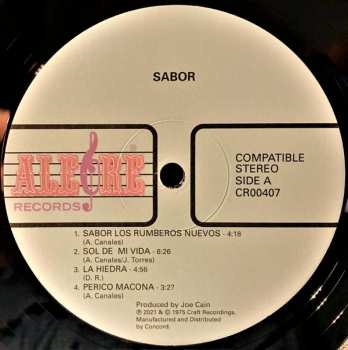 SABOR
ALEGRE
RECORDS
COMPATIBLE
STEREO
SIDE A
CR00407
1 SABOR LOS RUMBEROS NUEVOS - 4:18
(A. Canales)
2 SOL DE MI VIDA - 6:26
(A. Canales/J. Torres)
3 LA HIEDRA - 4:56
(D. R.)
4 PERICO MACONA - 3:27
(A. Canales)
Produced by Joe Cain
℗ 2021 & © 1975 Craft Recordings.
Manufactured and Distributed
by Concord.